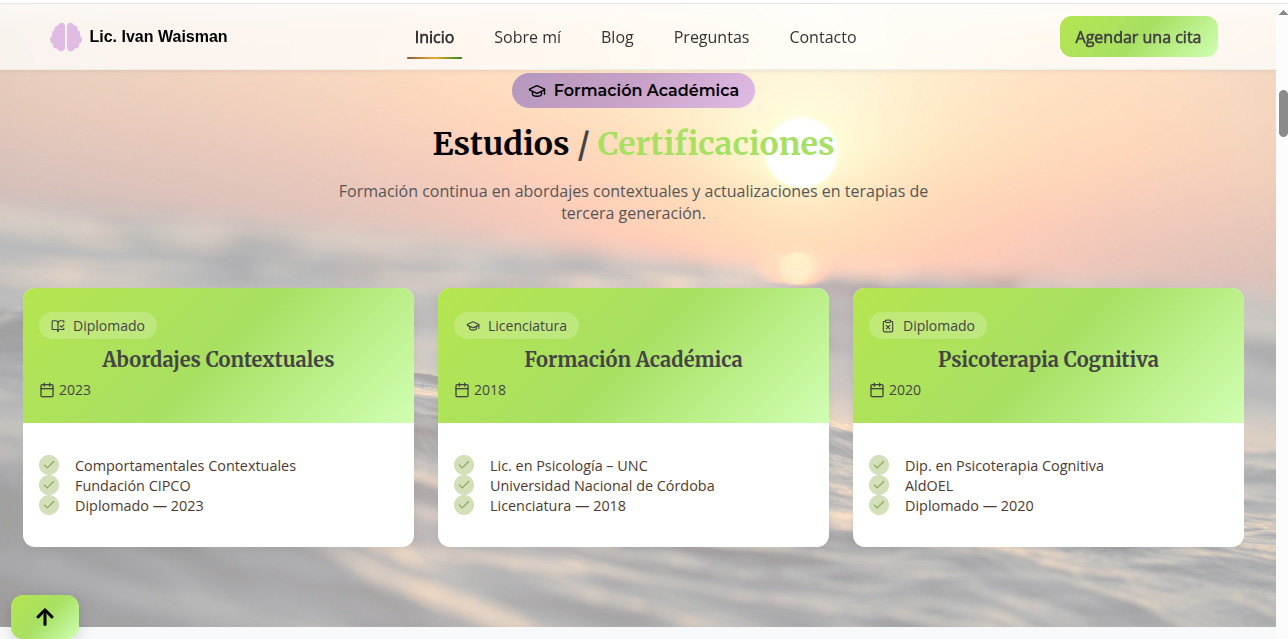 Lic. Ivan Waisman
Inicio
Sobre mí
Blog
Preguntas
Contacto
Agendar una cita
Formación Académica
Estudios / Certificaciones
Formación continua en abordajes contextuales y actualizaciones en terapias de
tercera generación.
Diplomado
Abordajes Contextuales
2023
Comportamentales Contextuales
Fundación CIPCO
Diplomado — 2023
Licenciatura
Formación Académica
2018
Lic. en Psicología – UNC
Universidad Nacional de Córdoba
Licenciatura — 2018
Diplomado
Psicoterapia Cognitiva
2020
Dip. en Psicoterapia Cognitiva
AldOEL
Diplomado — 2020